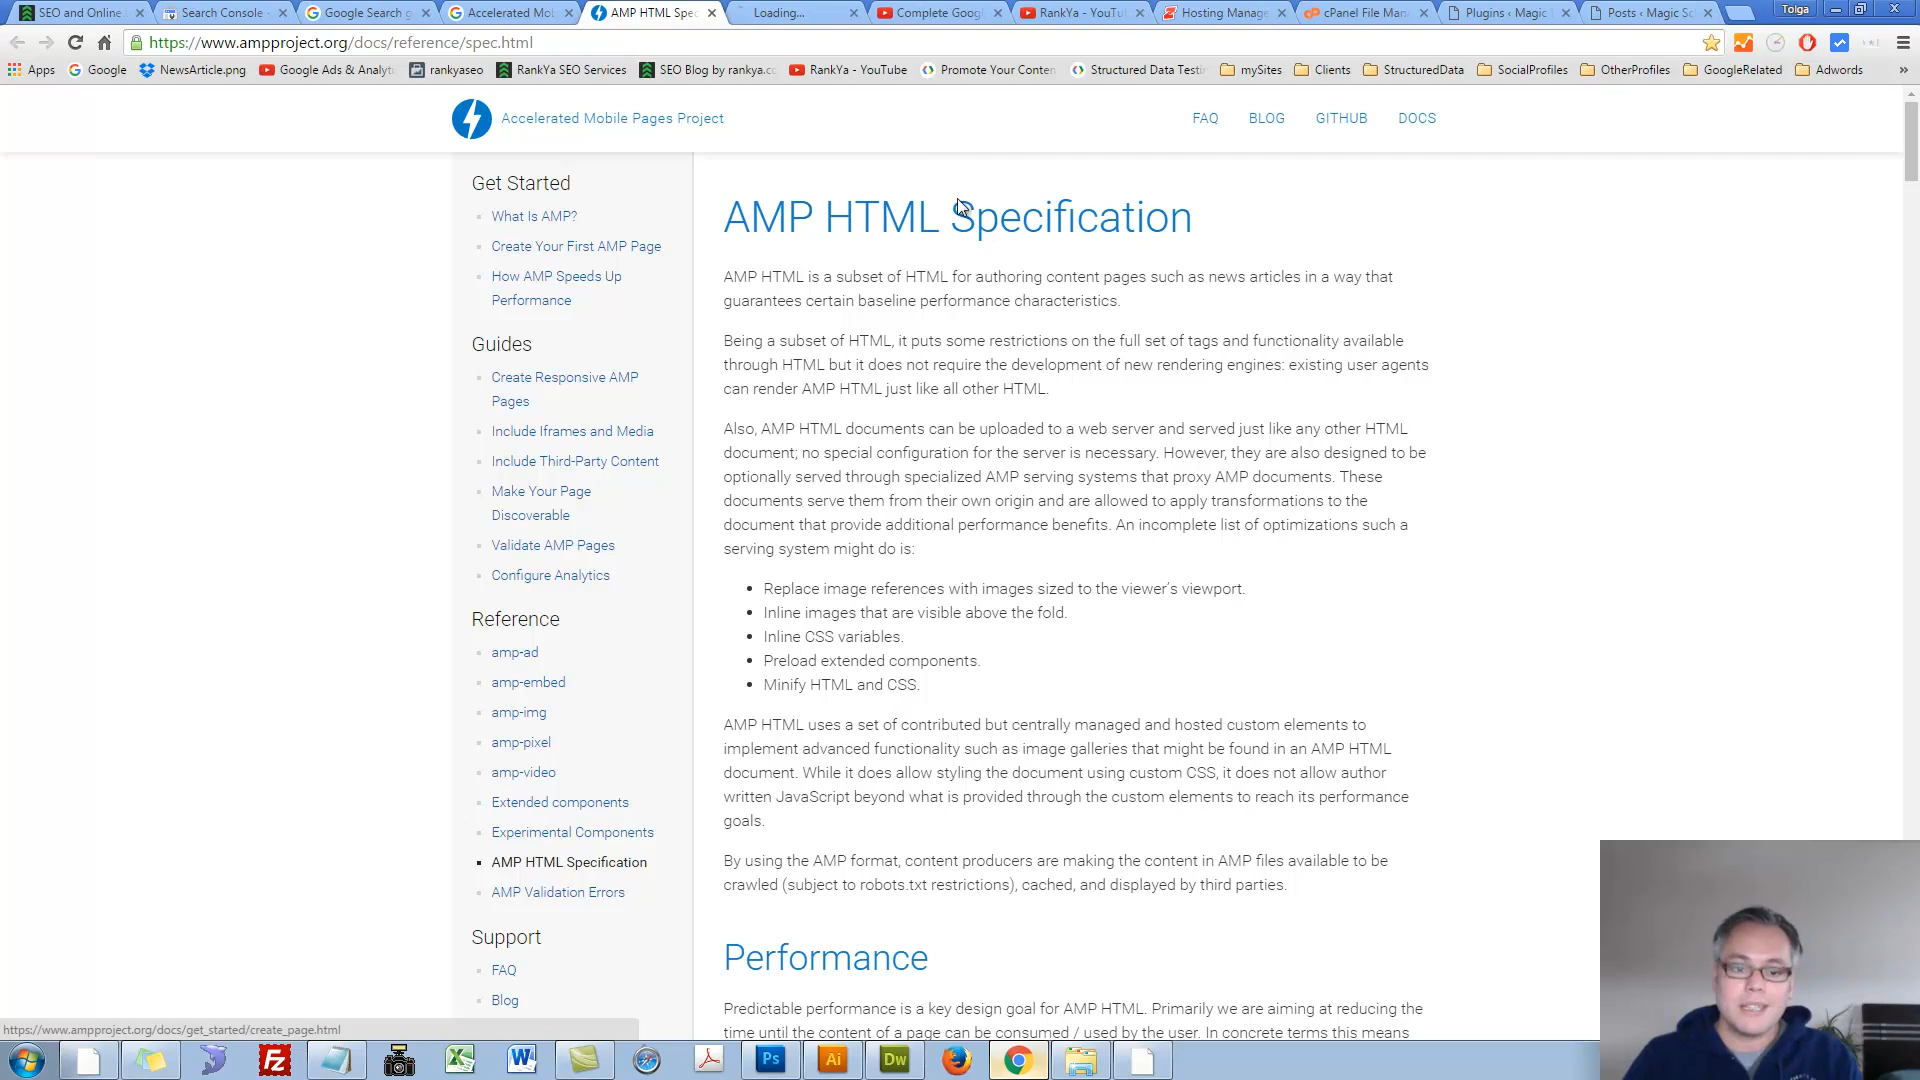 SEO and Online
Search Console -
Google Search g
Accelerated Mo
AMP HTML Spec
Loading...
Complete Goog
RankYa - YouTu
Hosting Manage
cPanel File Man
Plugins ‹ Magic
Posts ‹ Magic Sc
Tolga
https://www.ampproject.org/docs/reference/spec.html
Apps
Google
NewsArticle.png
Google Ads & Analyti
rankyaseo
RankYa SEO Services
SEO Blog by rankya.co
RankYa - YouTube
Promote Your Conten
Structured Data Testi
mySites
Clients
StructuredData
SocialProfiles
OtherProfiles
GoogleRelated
Adwords
»
Accelerated Mobile Pages Project
FAQ
BLOG
GITHUB
DOCS
Get Started
What Is AMP?
Create Your First AMP Page
How AMP Speeds Up
Performance
Guides
Create Responsive AMP
Pages
Include Iframes and Media
Include Third-Party Content
Make Your Page
Discoverable
Validate AMP Pages
Configure Analytics
Reference
amp-ad
amp-embed
amp-img
amp-pixel
amp-video
Extended components
Experimental Components
AMP HTML Specification
AMP Validation Errors
Support
FAQ
Blog
AMP HTML Specification
AMP HTML is a subset of HTML for authoring content pages such as news articles in a way that
guarantees certain baseline performance characteristics.
Being a subset of HTML, it puts some restrictions on the full set of tags and functionality available
through HTML but it does not require the development of new rendering engines: existing user agents
can render AMP HTML just like all other HTML.
Also, AMP HTML documents can be uploaded to a web server and served just like any other HTML
document; no special configuration for the server is necessary. However, they are also designed to be
optionally served through specialized AMP serving systems that proxy AMP documents. These
documents serve them from their own origin and are allowed to apply transformations to the
document that provide additional performance benefits. An incomplete list of optimizations such a
serving system might do is:
• Replace image references with images sized to the viewer's viewport.
• Inline images that are visible above the fold.
• Inline CSS variables.
• Preload extended components.
• Minify HTML and CSS.
AMP HTML uses a set of contributed but centrally managed and hosted custom elements to
implement advanced functionality such as image galleries that might be found in an AMP HTML
document. While it does allow styling the document using custom CSS, it does not allow author
written JavaScript beyond what is provided through the custom elements to reach its performance
goals.
By using the AMP format, content producers are making the content in AMP files available to be
crawled (subject to robots.txt restrictions), cached, and displayed by third parties.
Performance
Predictable performance is a key design goal for AMP HTML. Primarily we are aiming at reducing the
time until the content of a page can be consumed / used by the user. In concrete terms this means
https://www.ampproject.org/docs/get_started/create_page.html
Fz
Ps
Ai
Dw